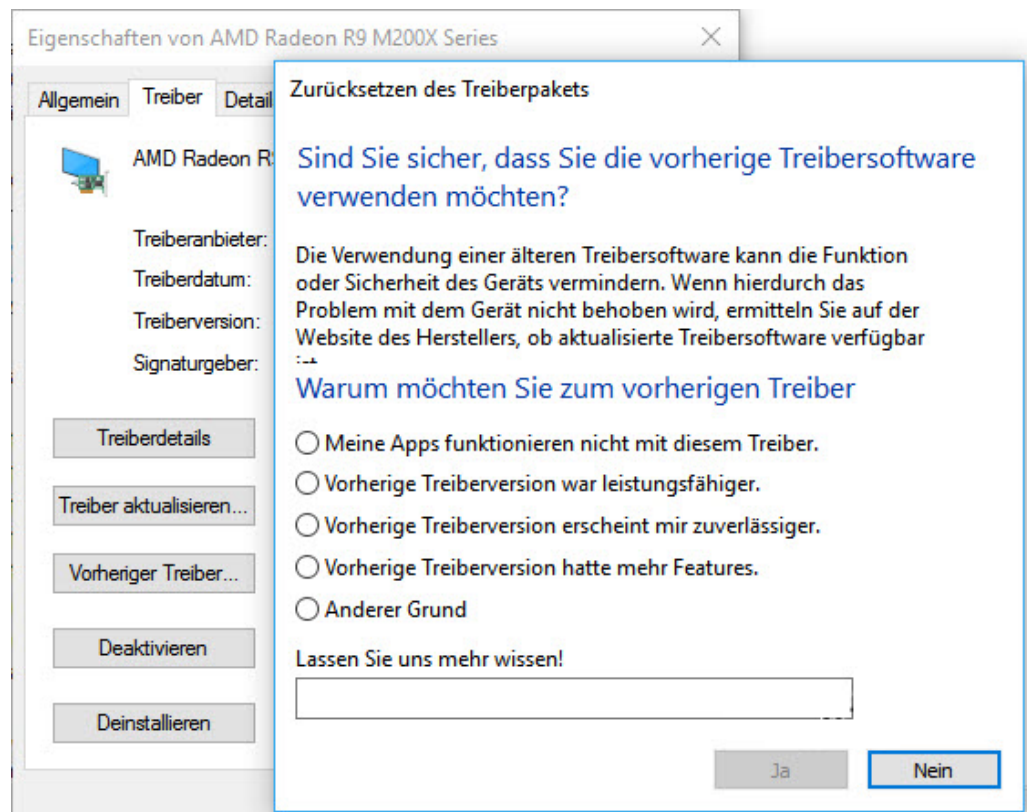 Eigenschaften von AMD Radeon R9 M200X Series
Allgemein Treiber Detail
AMD Radeon
Treiberanbieter:
Treiberdatum:
Treiberversion:
Signaturgeber:
Treiberdetails
Treiber aktualisieren...
Vorheriger Treiber...
Deaktivieren
Deinstallieren
Zurücksetzen des Treiberpakets
Sind Sie sicher, dass Sie die vorherige Treibersoftware
verwenden möchten?
Die Verwendung einer älteren Treibersoftware kann die Funktion
oder Sicherheit des Geräts vermindern. Wenn hierdurch das
Problem mit dem Gerät nicht behoben wird, ermitteln Sie auf der
Website des Herstellers, ob aktualisierte Treibersoftware verfügbar
Warum möchten Sie zum vorherigen Treiber
Meine Apps funktionieren nicht mit diesem Treiber.
Vorherige Treiberversion war leistungsfähiger.
Vorherige Treiberversion erscheint mir zuverlässiger.
Vorherige Treiberversion hatte mehr Features.
Anderer Grund
Lassen Sie uns mehr wissen!
Ja Nein